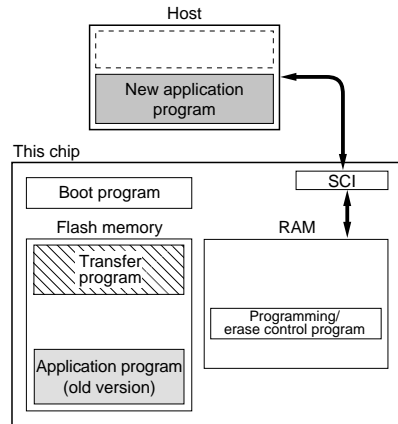 Host
New application
program
This chip
Boot program
SCI
Flash memory
RAM
Transfer
program
Programming/
erase control program
Application program
(old version)